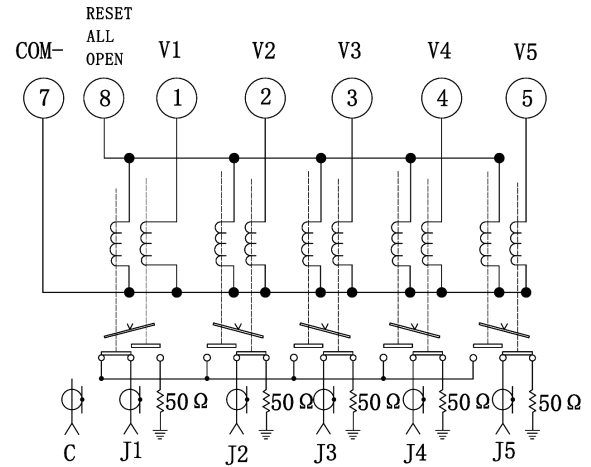 RESET
ALL
OPEN
COM- V1 V2 V3 V4 V5
7 8 1 2 3 4 5
50 Ω 50 Ω 50 Ω 50 Ω 50 Ω
C J1 J2 J3 J4 J5